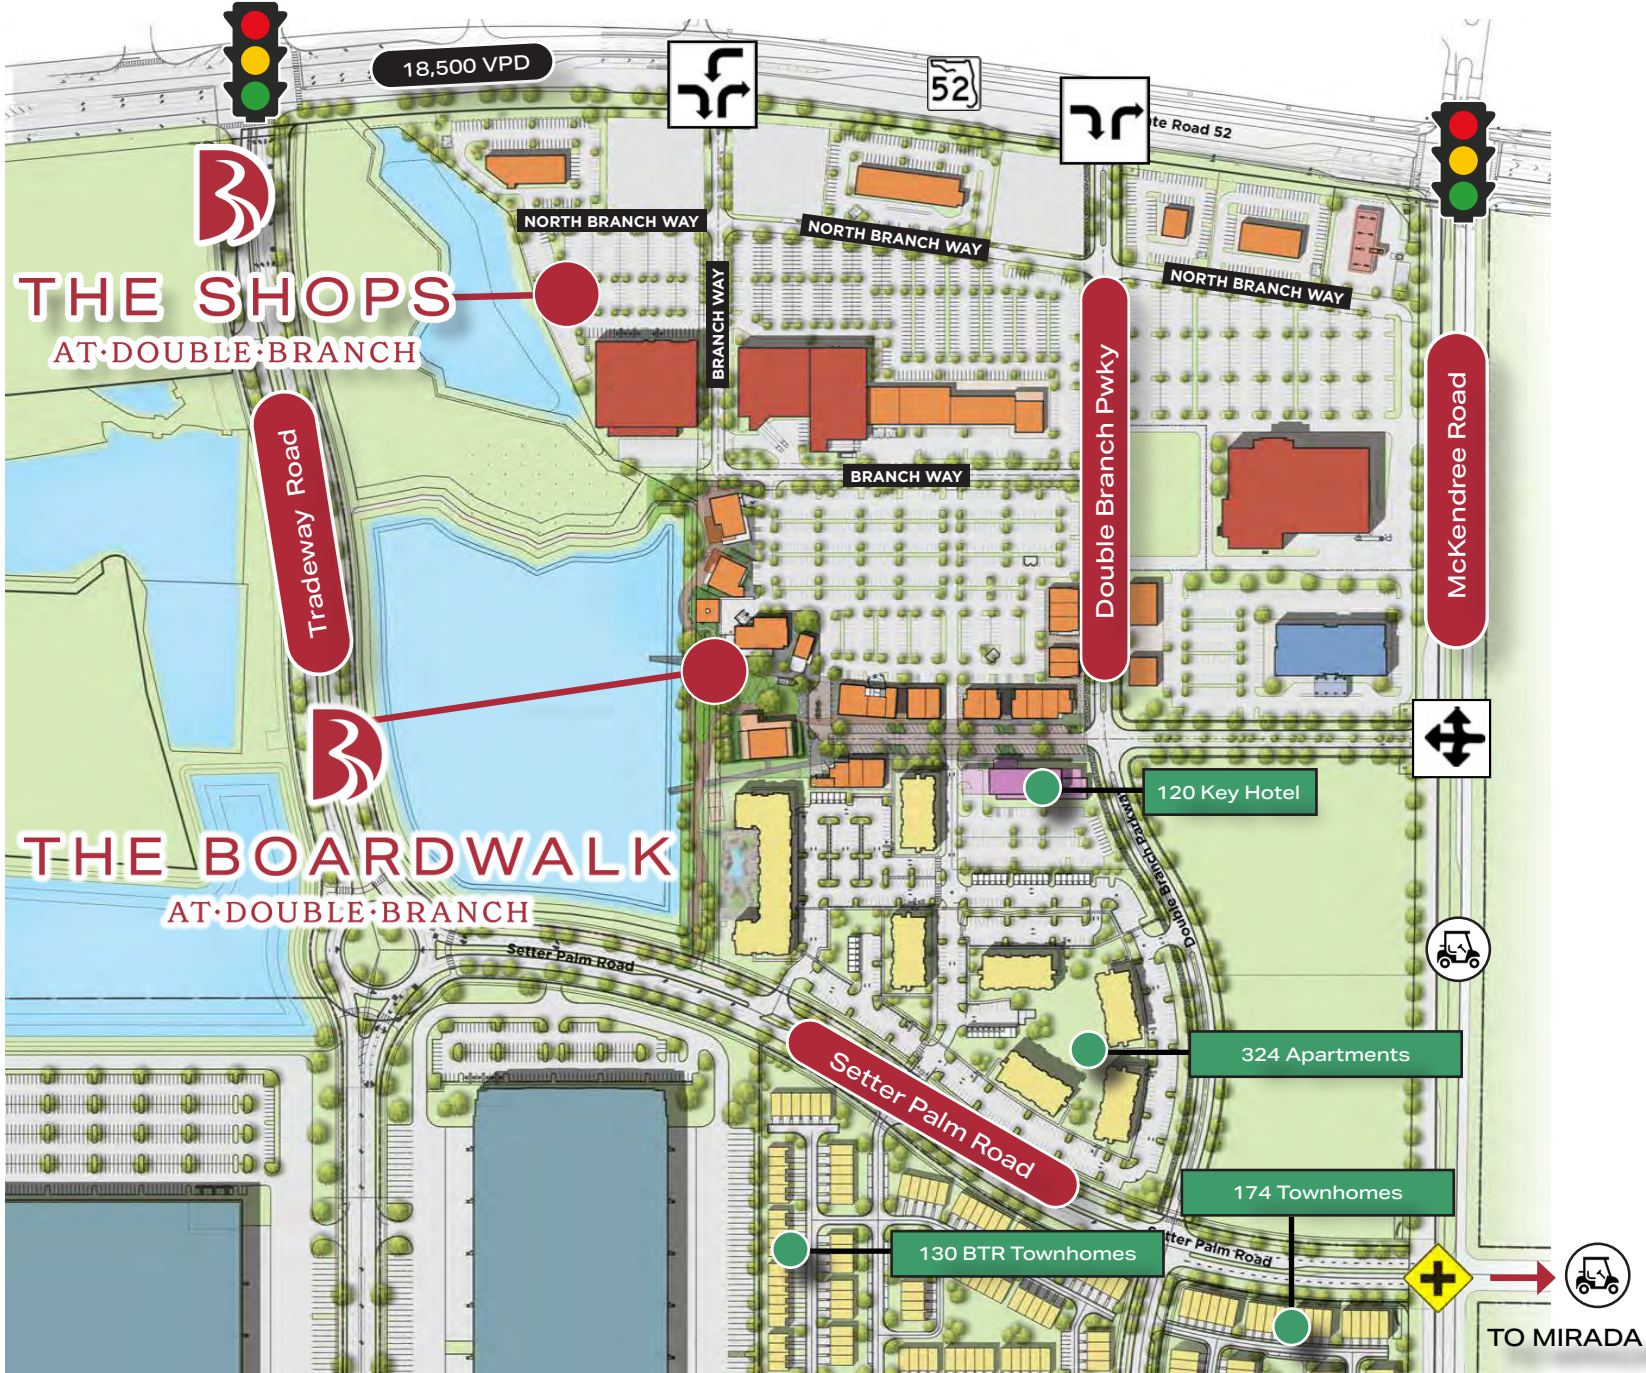 18,500 VPD
52
ate Road 52
NORTH BRANCH WAY
NORTH BRANCH WAY
NORTH BRANCH WAY
THE SHOPS
AT·DOUBLE·BRANCH
BRANCH WAY
Double Branch Pwky
McKendree Road
Tradeway Road
BRANCH WAY
120 Key Hotel
Double Branch Parkway
THE BOARDWALK
AT·DOUBLE·BRANCH
Setter Palm Road
Setter Palm Road
324 Apartments
174 Townhomes
130 BTR Townhomes
Setter Palm Road
TO MIRADA